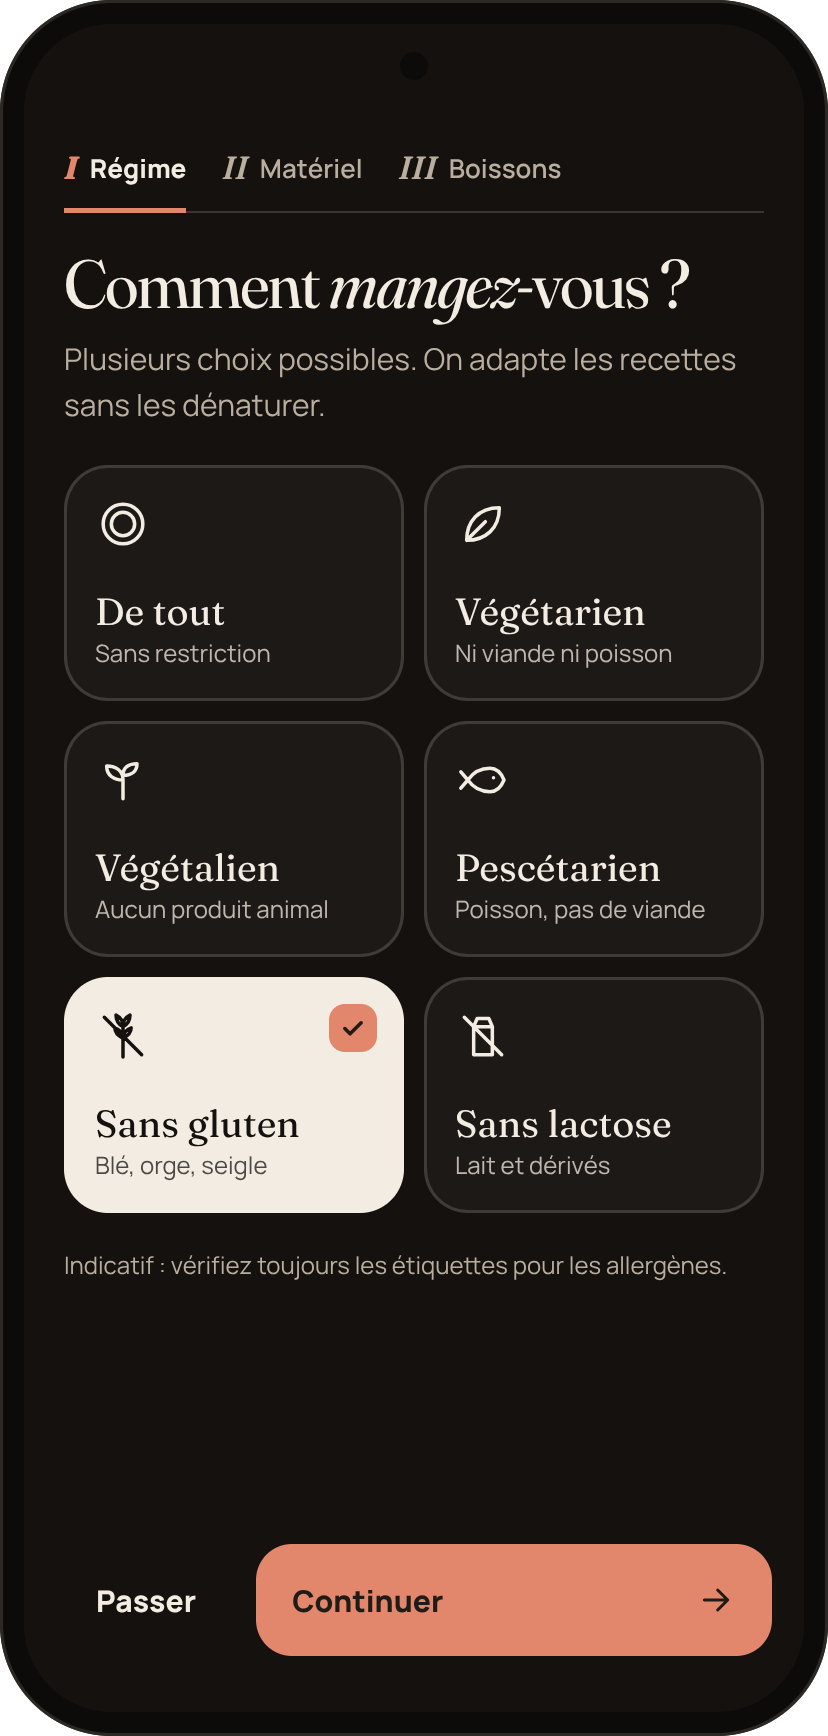 I Régime II Matériel III Boissons
Comment mangez-vous ?
Plusieurs choix possibles. On adapte les recettes
sans les dénaturer.
De tout
Sans restriction
Végétarien
Ni viande ni poisson
Végétalien
Aucun produit animal
Pescétarien
Poisson, pas de viande
Sans gluten
Blé, orge, seigle
Sans lactose
Lait et dérivés
Indicatif : vérifiez toujours les étiquettes pour les allergènes.
Passer
Continuer